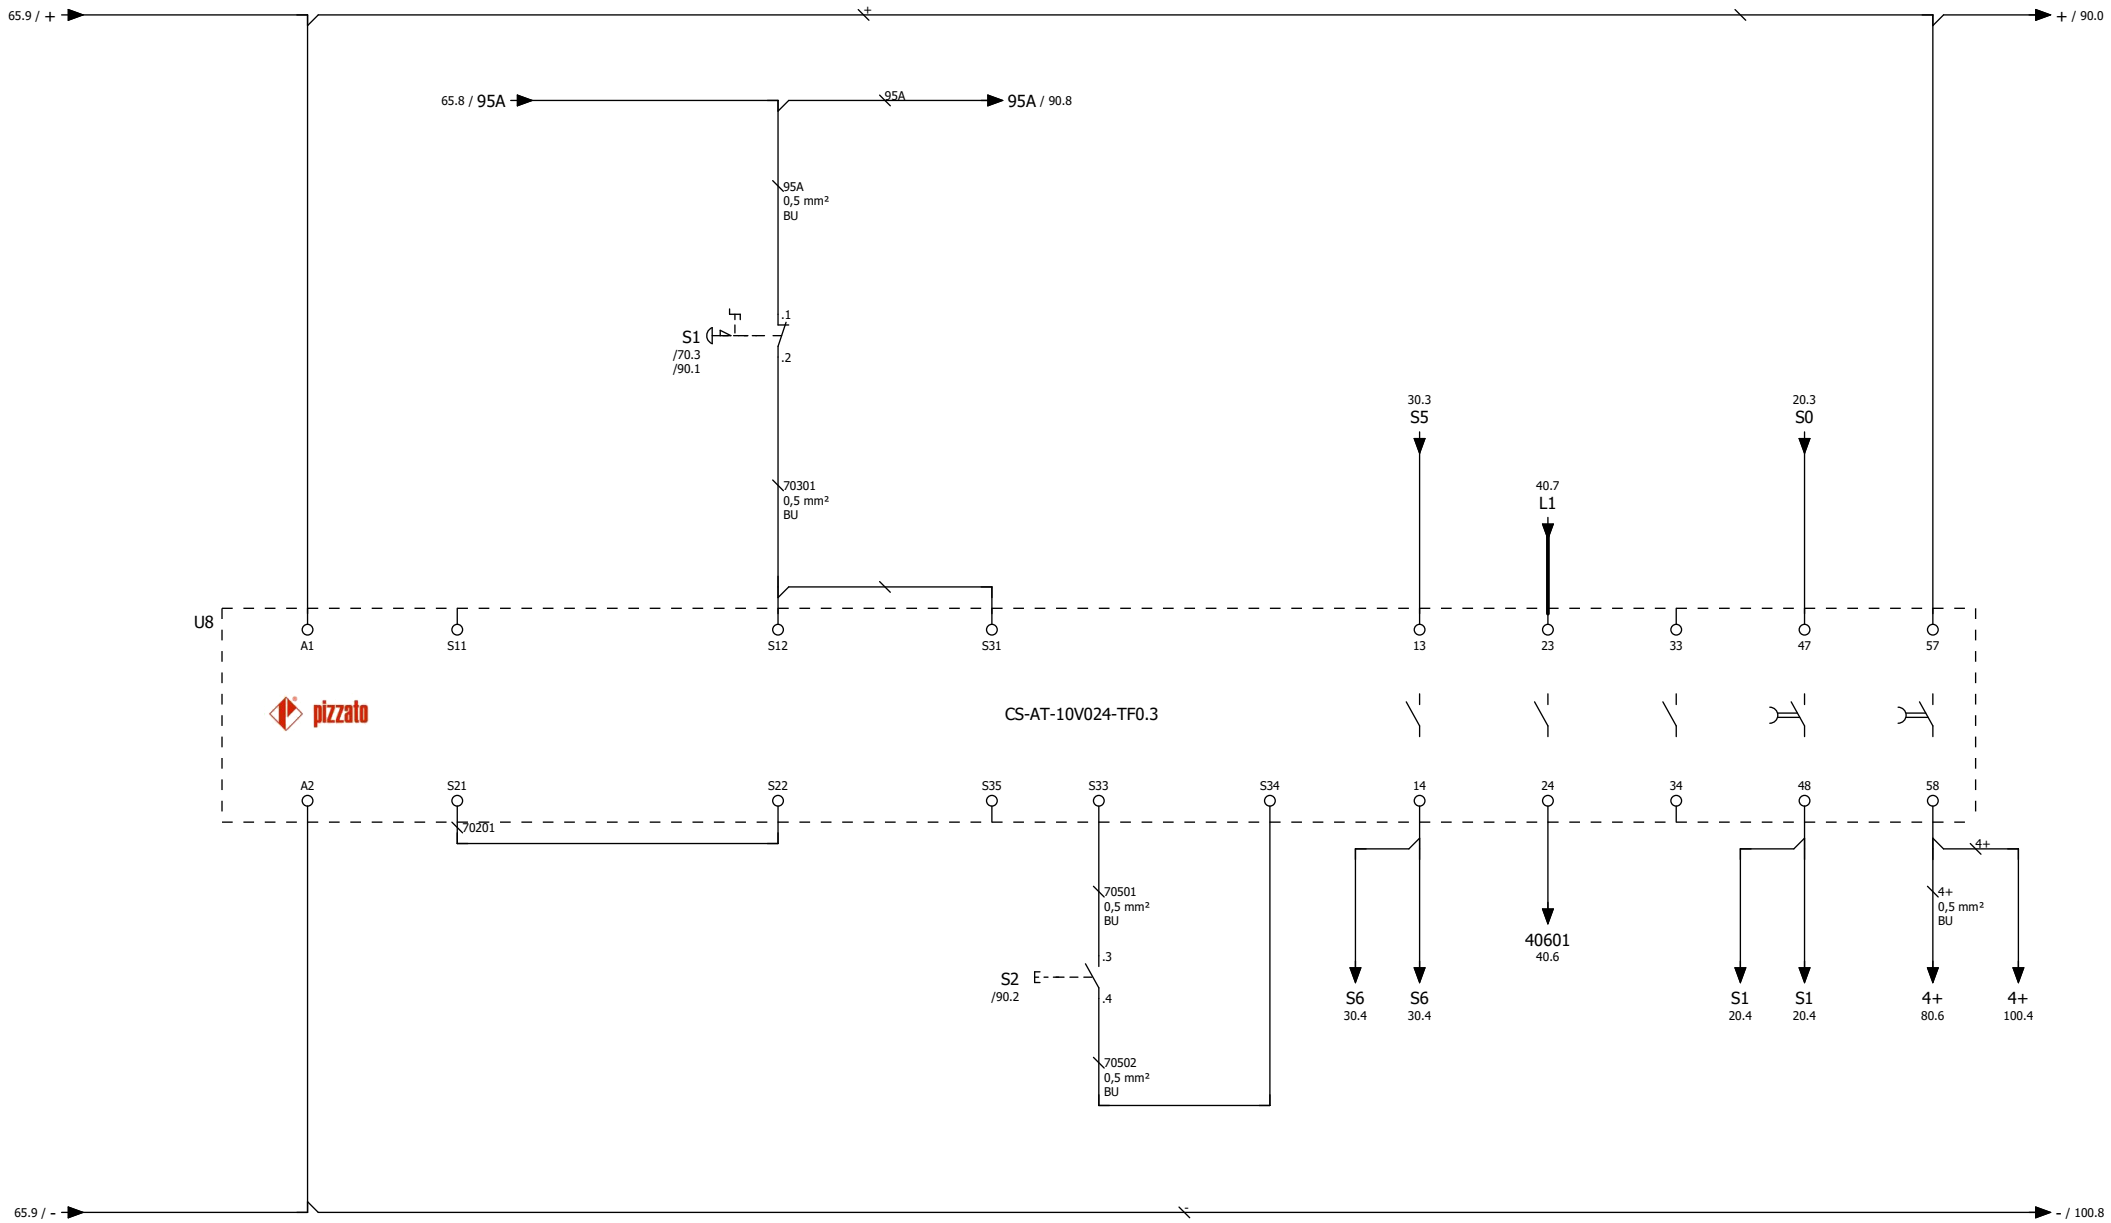 65.9 / +
+
+ / 90.0
65.8 / 95A
95A
95A / 90.8
95A
0,5 mm²
BU
.1
S1
/70.3
/90.1
.2
30.3
S5
20.3
S0
70301
0,5 mm²
BU
40.7
L1
U8
A1
S11
S12
S31
13
23
33
47
57
pizzato
CS-AT-10V024-TF0.3
A2
S21
S22
S35
S33
S34
14
24
34
48
58
70201
4+
70501
0,5 mm²
BU
4+
0,5 mm²
BU
40601
40.6
.3
S2
/90.2
E
.4
S6
30.4
S6
30.4
S1
20.4
S1
20.4
4+
80.6
4+
100.4
70502
0,5 mm²
BU
65.9 / -
-
- / 100.8